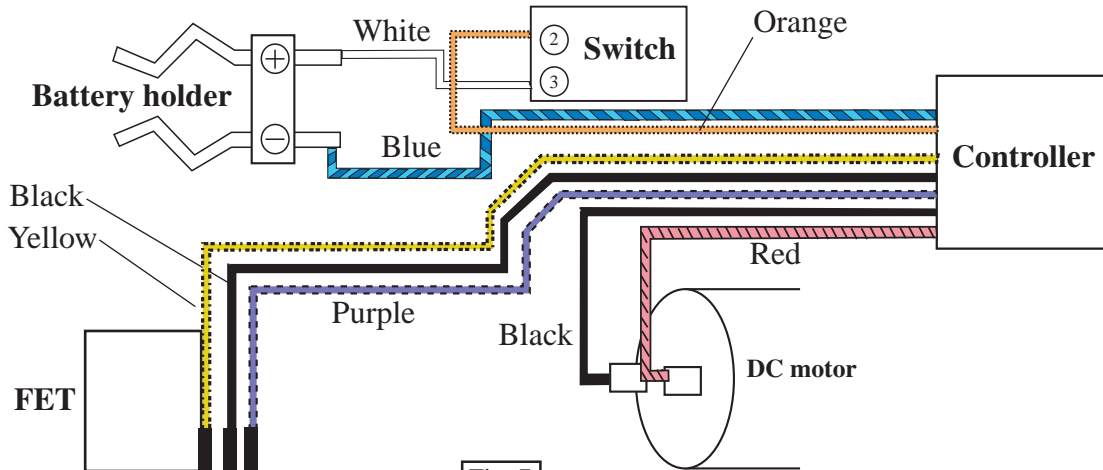 White
Orange
2
Switch
+
3
Battery holder
−
Blue
Controller
Black
Yellow
Red
Purple
Black
DC motor
FET